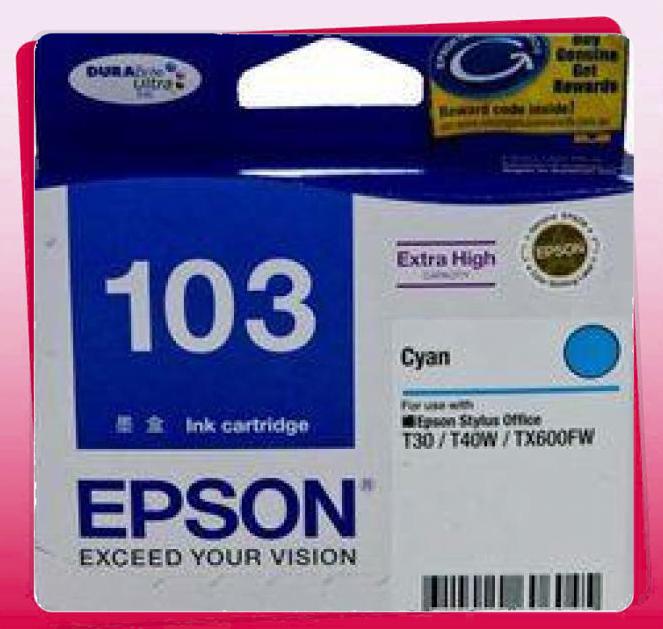 DURABrite
Ultra
INK
Buy
Genuine
Get
Rewards
Reward code inside!
103
Extra High
CAPACITY
EPSON
Cyan
墨 盒 Ink cartridge
For use with
Epson Stylus Office
T30 / T40W / TX600FW
EPSON®
EXCEED YOUR VISION